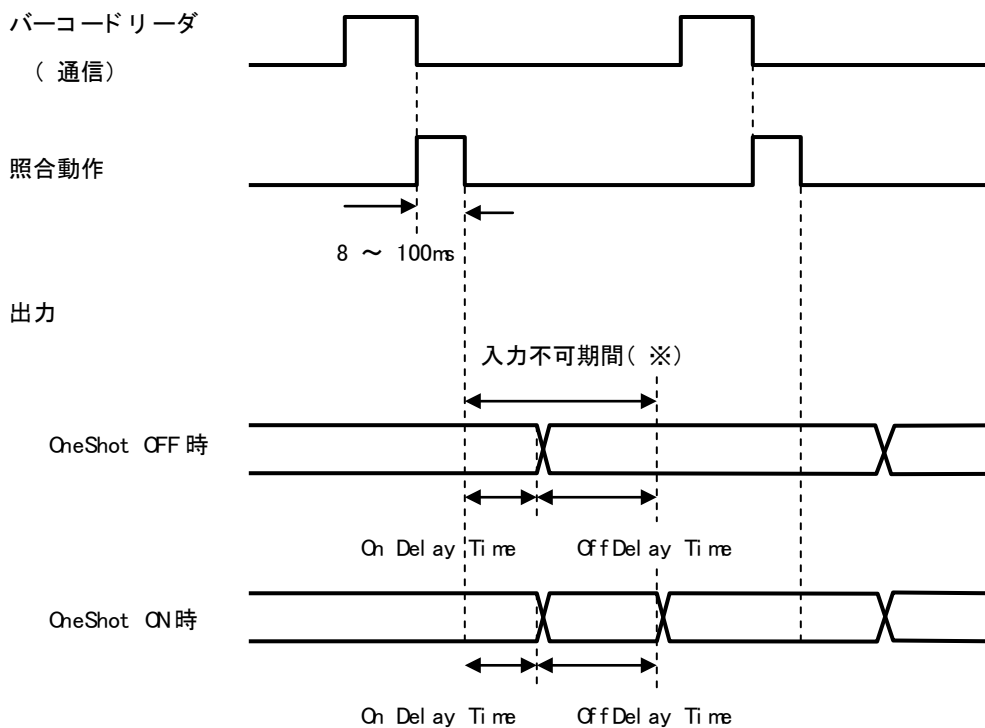 バーコードリーダ
（ 通信）
照合動作
8 ～ 100ms
出力
入力不可期間（ ※）
OneShot OFF時
On Delay Time OffDelay Time
OneShot ON時
On Delay Time OffDelay Time